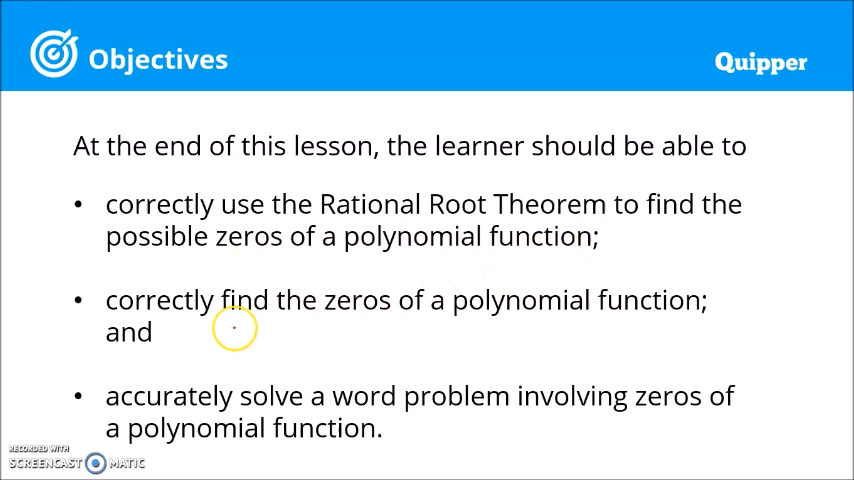 Objectives
Quipper
At the end of this lesson, the learner should be able to
• correctly use the Rational Root Theorem to find the
possible zeros of a polynomial function;
• correctly find the zeros of a polynomial function;
and
• accurately solve a word problem involving zeros of
a polynomial function.
RECORDED WITH
SCREENCAST MATIC